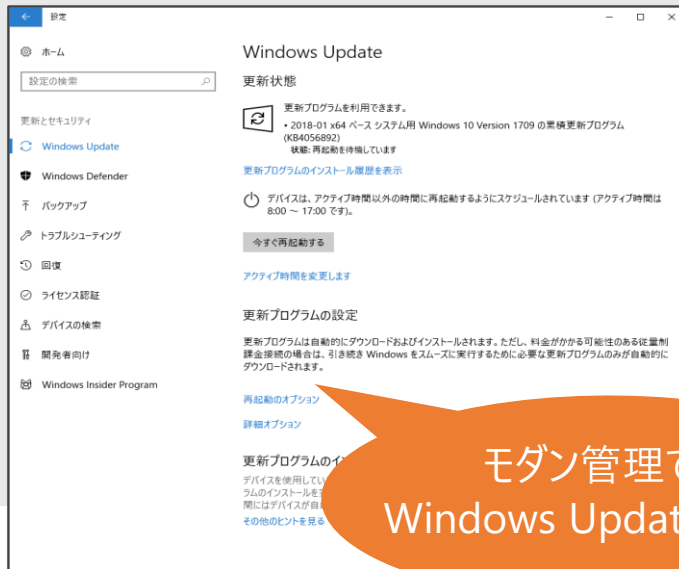 設定
ホーム
設定の検索
更新とセキュリティ
Windows Update
Windows Defender
バックアップ
トラブルシューティング
回復
ライセンス認証
デバイスの検索
開発者向け
Windows Insider Program
Windows Update
更新状態
更新プログラムを利用できます。
• 2018-01 x64 ベース システム用 Windows 10 Version 1709 の累積更新プログラム
(KB4056892)
状態: 再起動を待機しています
更新プログラムのインストール履歴を表示
デバイスは、アクティブ時間以外の時間に再起動するようにスケジュールされています (アクティブ時間は
8:00 ～ 17:00 です)。
今すぐ再起動する
アクティブ時間を変更します
更新プログラムの設定
更新プログラムは自動的にダウンロードおよびインストールされます。ただし、料金がかかる可能性のある従量制
課金接続の場合は、引き続き Windows をスムーズに実行するために必要な更新プログラムのみが自動的に
ダウンロードされます。
再起動のオプション
詳細オプション
更新プログラムのイ
デバイスを使用してい
ラムのインストールを
間にはデバイスが自
その他のヒントを見る
モダン管理で
Windows Updat